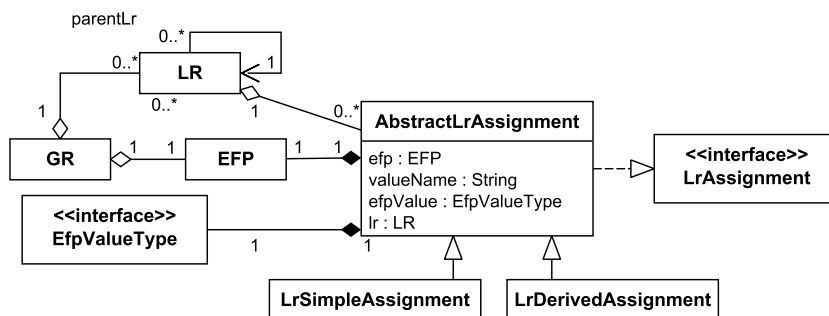 parentLr
0..*
1
0..*
LR
0..*
1
0..*
1
GR
1
1
EFP
1
1
AbstractLrAssignment
efp : EFP
valueName : String
efpValue : EfpValueType
lr : LR
<<interface>>
LrAssignment
<<interface>>
EfpValueType
1
1
LrSimpleAssignment
LrDerivedAssignment